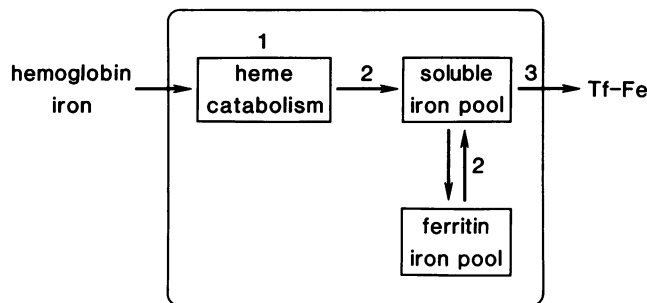 1
hemoglobin
iron
heme
catabolism
2
soluble
iron pool
3
Tf-Fe
2
ferritin
iron pool